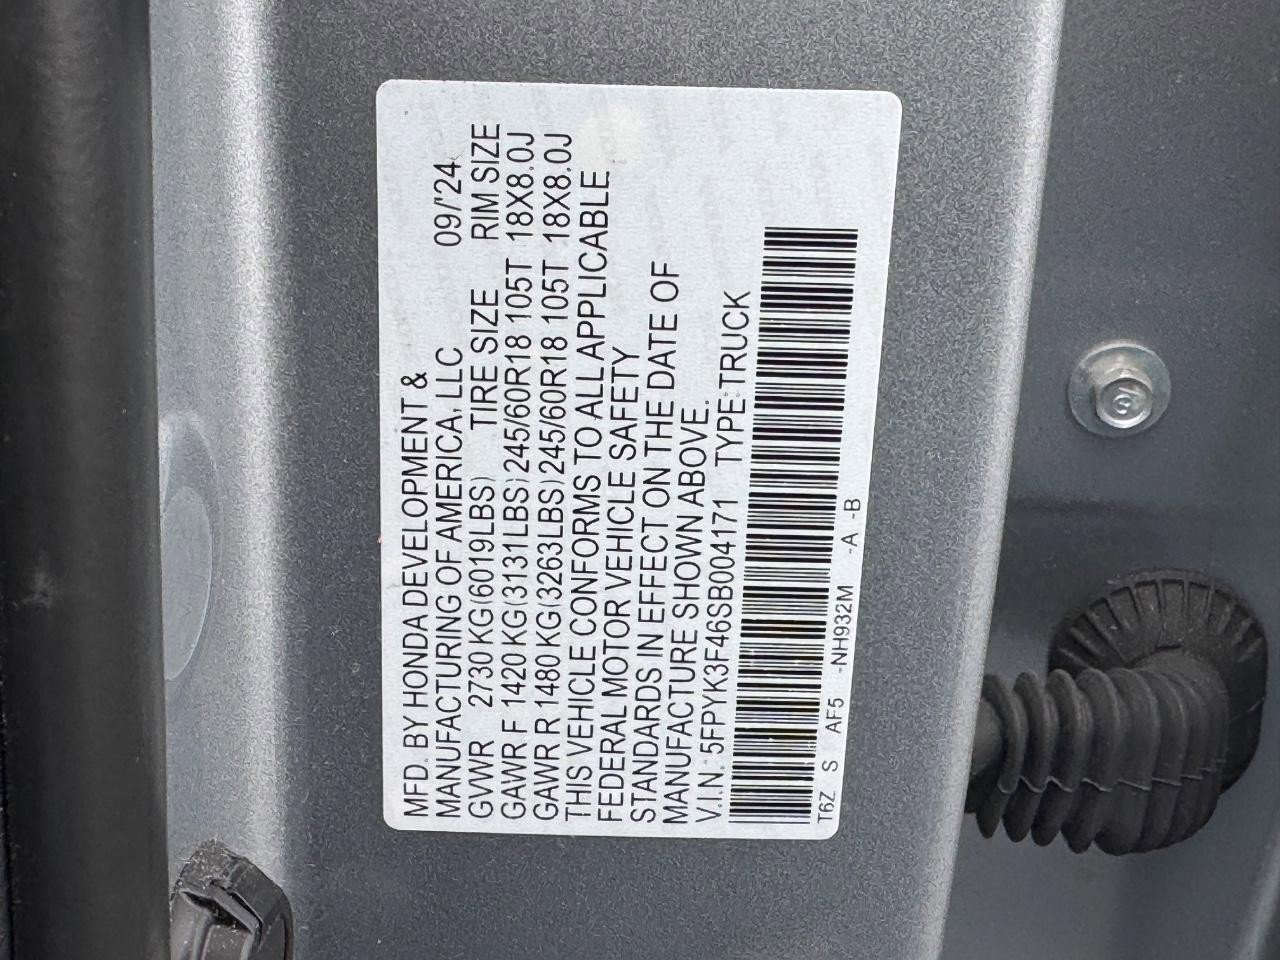 MFD. BY HONDA DEVELOPMENT &
MANUFACTURING OF AMERICA, LLC 09/'24
GVWR 2730 KG(6019LBS) TIRE SIZE RIM SIZE
GAWR F 1420 KG(3131LBS) 245/60R18 105T 18X8.0J
GAWR R 1480 KG(3263LBS) 245/60R18 105T 18X8.0J
THIS VEHICLE CONFORMS TO ALL APPLICABLE
FEDERAL MOTOR VEHICLE SAFETY
STANDARDS IN EFFECT ON THE DATE OF
MANUFACTURE SHOWN ABOVE.
V.I.N.: 5FPYK3F46SB004171 TYPE:TRUCK
T6Z S AF5 -NH932M -A -B